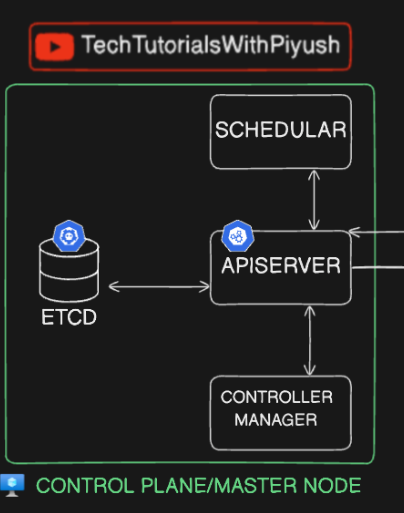 TechTutorialsWithPiyush
SCHEDULAR
APISERVER
ETCD
CONTROLLER
MANAGER
CONTROL PLANE/MASTER NODE